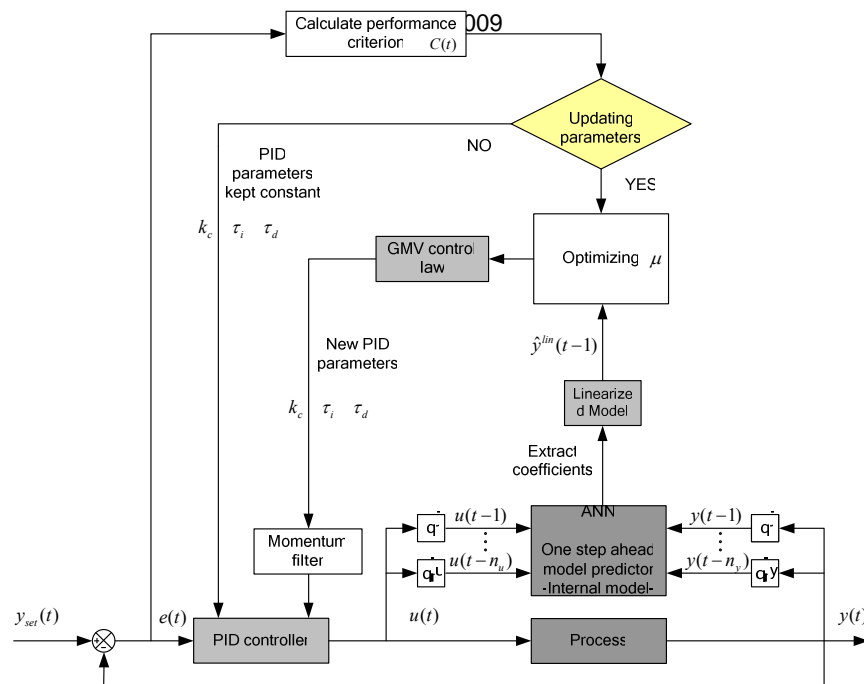 Calculate performance
criterion C(t)
009
Updating
parameters
NO
YES
PID
parameters
kept constant
k_c τ_i τ_d
GMV control
law
Optimizing μ
ŷ^{lin}(t−1)
New PID
parameters
k_c τ_i τ_d
Linearize
d Model
Extract
coefficients
Momentum
filter
ANN
One step ahead
model predictor
-Internal model-
u(t−1)
⋮
u(t−n_u)
y(t−1)
⋮
y(t−n_y)
y_{set}(t)
+
−
e(t)
PID controller
u(t)
Process
y(t)